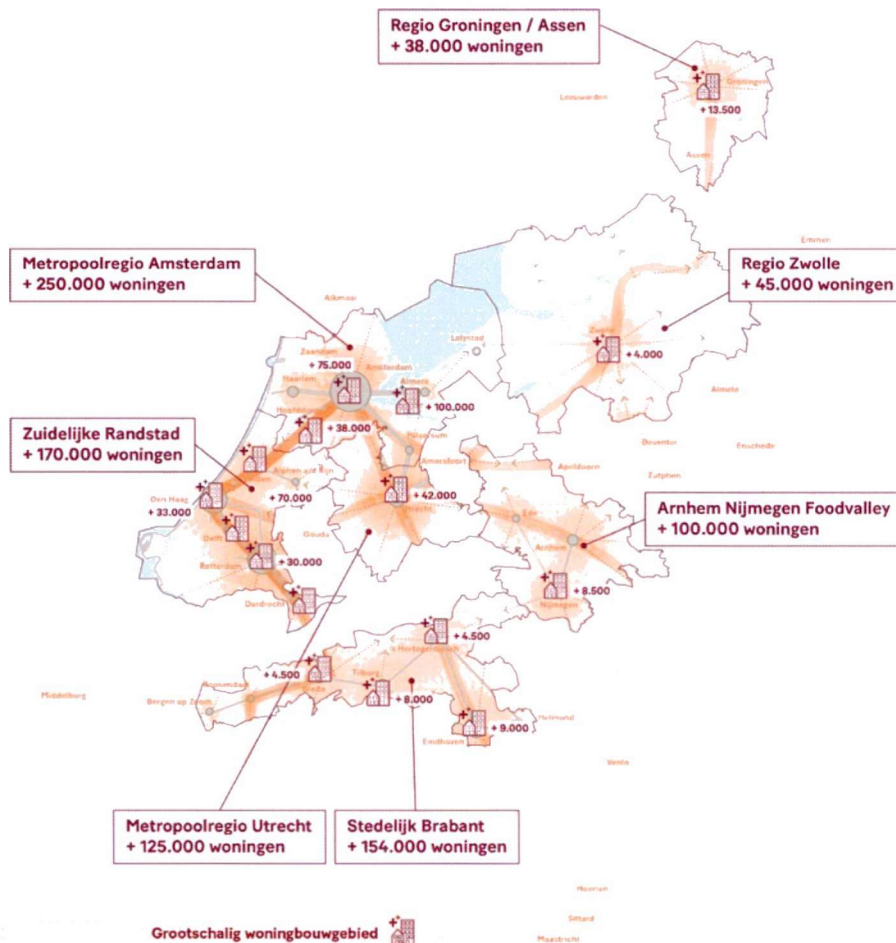 Regio Groningen / Assen
+ 38.000 woningen
Groningen
Leeuwarden
+ 13.500
Assen
Emmen
Metropoolregio Amsterdam
+ 250.000 woningen
Regio Zwolle
+ 45.000 woningen
Alkmaar
Lelystad
Zwolle
+ 4.000
Zaandam
+ 75.000
Amsterdam
Haarlem
Almere
+ 100.000
Almelo
Zuidelijke Randstad
+ 170.000 woningen
+ 38.000
Hilversum
Deventer
Enschede
Amersfoort
Apeldoorn
Alphen aan den Rijn
Zutphen
Den Haag
+ 33.000
+ 70.000
+ 42.000
Utrecht
Arnhem Nijmegen Foodvalley
+ 100.000 woningen
Ede
Delft
Gouda
Arnhem
Rotterdam
+ 30.000
+ 8.500
Nijmegen
Dordrecht
+ 4.500
's Hertogenbosch
+ 4.500
Tilburg
Breda
Roosendaal
+ 8.000
Middelburg
Bergen op Zoom
+ 9.000
Helmond
Eindhoven
Venlo
Metropoolregio Utrecht
+ 125.000 woningen
Stedelijk Brabant
+ 154.000 woningen
Heerlen
Sittard
Grootschalig woningbouwgebied
Maastricht